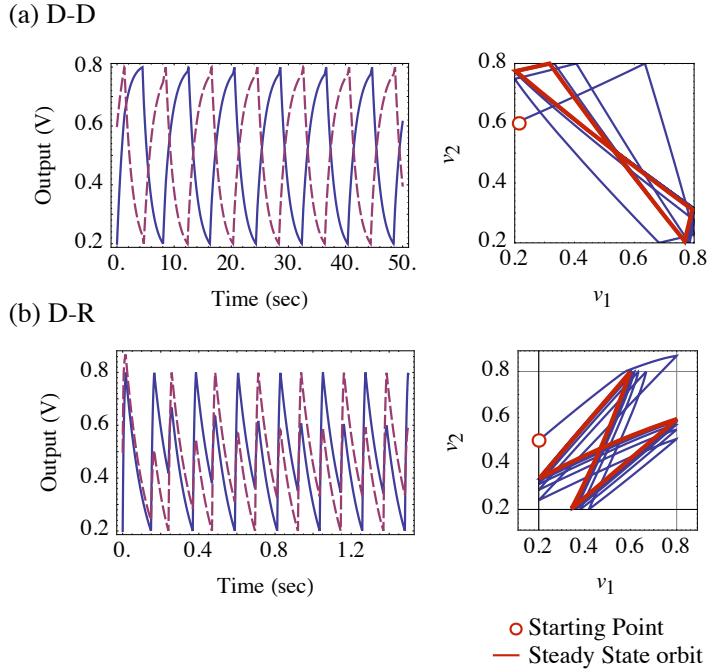 (a) D-D
Output (V)
0.8
0.6
0.4
0.2
0. 10. 20. 30. 40. 50.
Time (sec)
v2
0.8
0.6
0.4
0.2
0.2 0.4 0.6 0.8
v1
(b) D-R
Output (V)
0.8
0.6
0.4
0.2
0. 0.4 0.8 1.2
Time (sec)
v2
0.8
0.6
0.4
0.2
0.2 0.4 0.6 0.8
v1
Starting Point
Steady State orbit